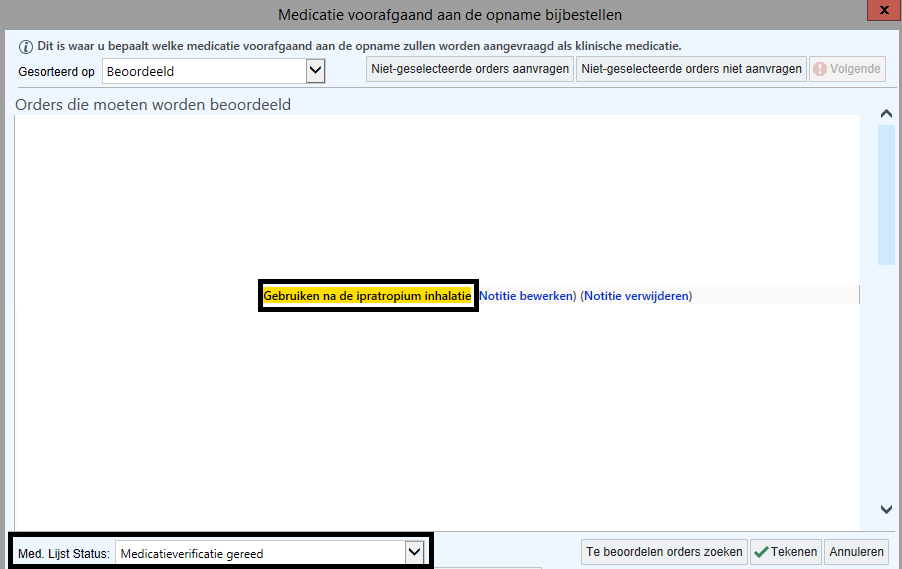 Medicatie voorafgaand aan de opname bijbestellen
x
Dit is waar u bepaalt welke medicatie voorafgaand aan de opname zullen worden aangevraagd als klinische medicatie.
Gesorteerd op Beoordeeld Niet-geselecteerde orders aanvragen Niet-geselecteerde orders niet aanvragen Volgende
Orders die moeten worden beoordeeld
Gebruiken na de ipratropium inhalatie Notitie bewerken) (Notitie verwijderen)
Med. Lijst Status: Medicatieverificatie gereed Te beoordelen orders zoeken Tekenen Annuleren